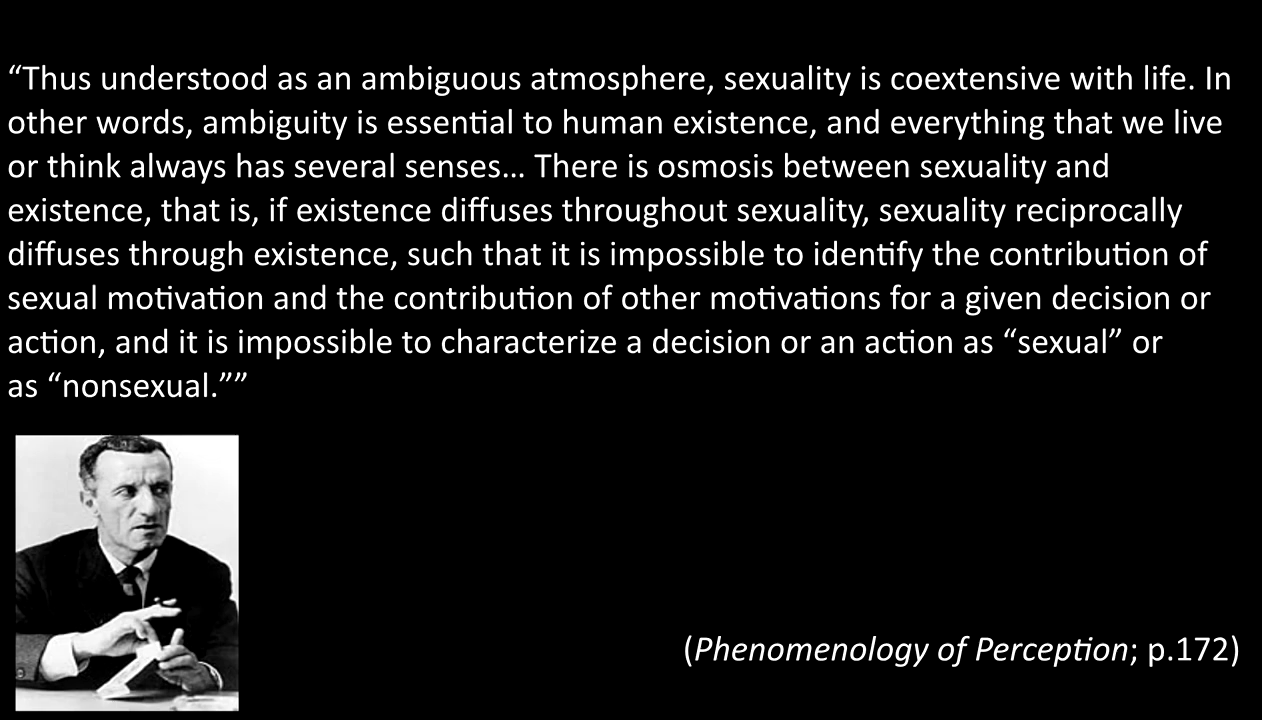 “Thus understood as an ambiguous atmosphere, sexuality is coextensive with life. In
other words, ambiguity is essential to human existence, and everything that we live
or think always has several senses… There is osmosis between sexuality and
existence, that is, if existence diffuses throughout sexuality, sexuality reciprocally
diffuses through existence, such that it is impossible to identify the contribution of
sexual motivation and the contribution of other motivations for a given decision or
action, and it is impossible to characterize a decision or an action as “sexual” or
as “nonsexual.””
(Phenomenology of Perception; p.172)